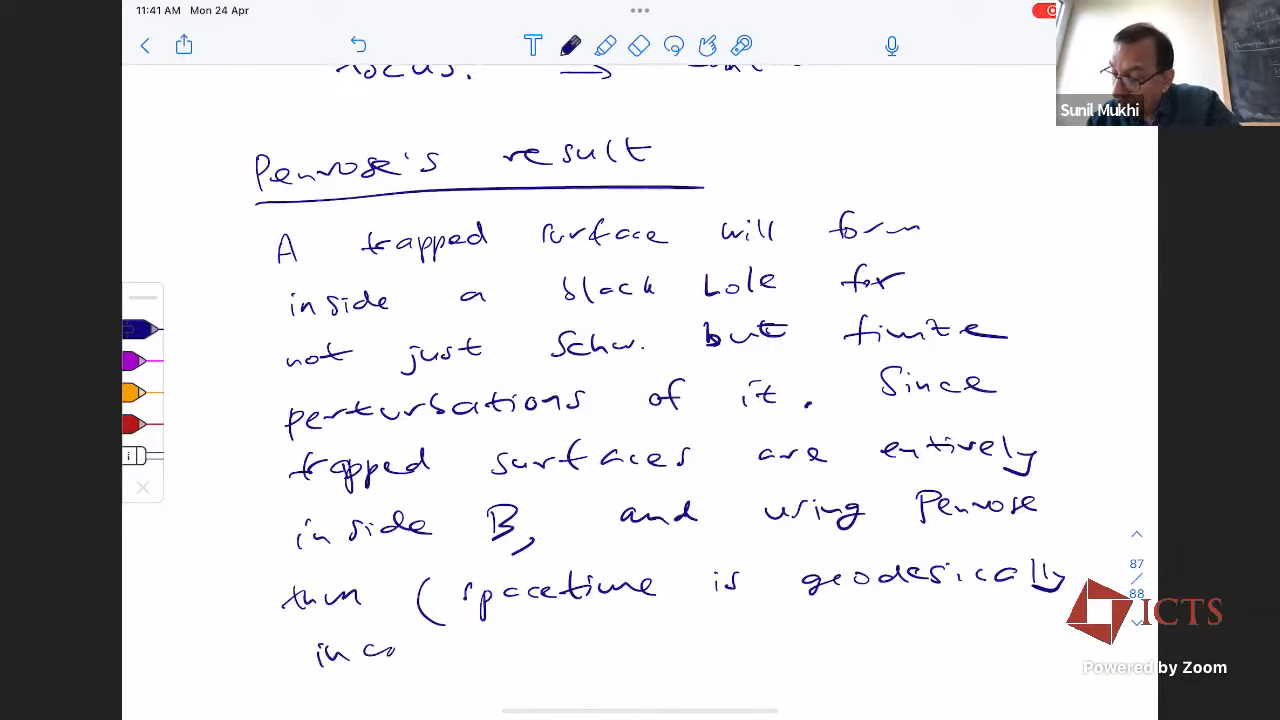 11:41 AM Mon 24 Apr
focus. →
Sunil Mukhi
Penrose's result
A trapped surface will form
inside a black hole for
not just Schw. but finite
perturbations of it. Since
trapped surfaces are entirely
inside B, and using Penrose
thm (spacetime is geodesically
inco
87
/
88
ICTS
Powered by Zoom